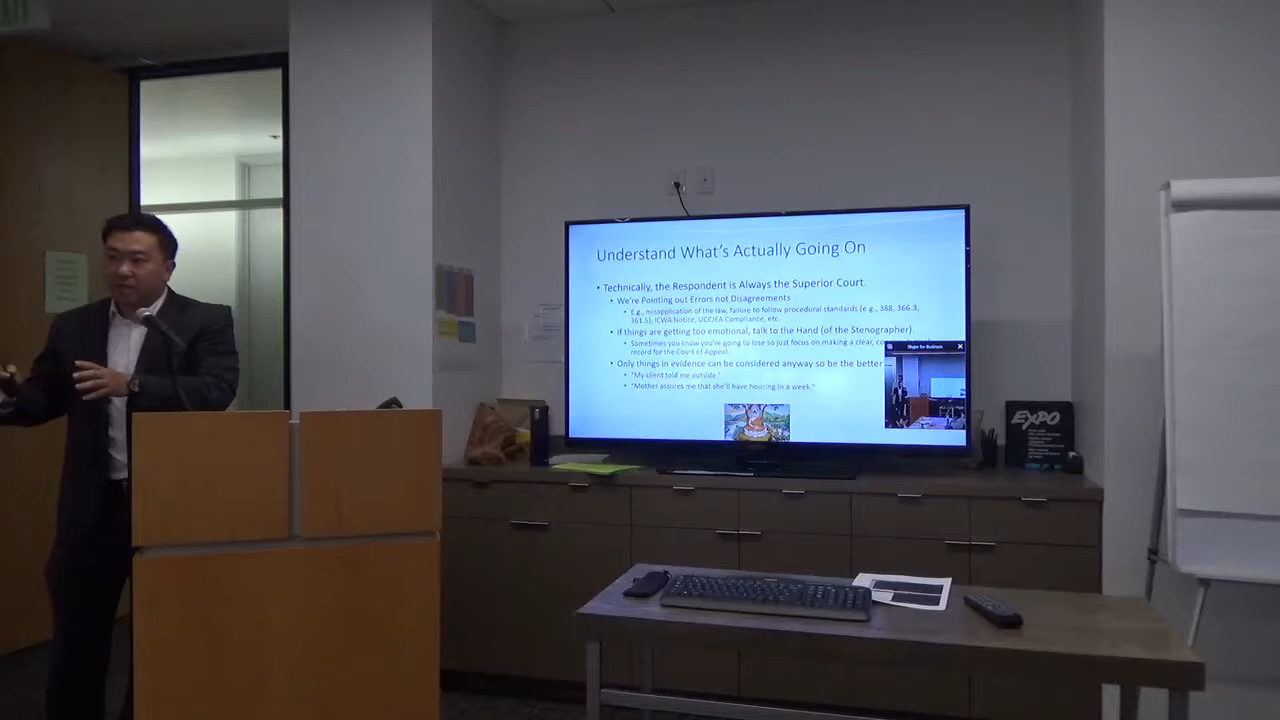 Understand What's Actually Going On
• Technically, the Respondent is Always the Superior Court.
• We're Pointing out Errors not Disagreements
• E.g., misapplication of the law, failure to follow procedural standards (e.g., 388, 366.3,
361.5), ICWA Notice, UCCJEA Compliance, etc.
• If things are getting too emotional, talk to the Hand (of the Stenographer).
• Sometimes you know you're going to lose so just focus on making a clear,
record for the Court of Appeal.
• Only things in evidence can be considered anyway so be the better
• "My client told me outside."
• "Mother assures me that she'll have housing in a week."
Skype for Business
EXPO